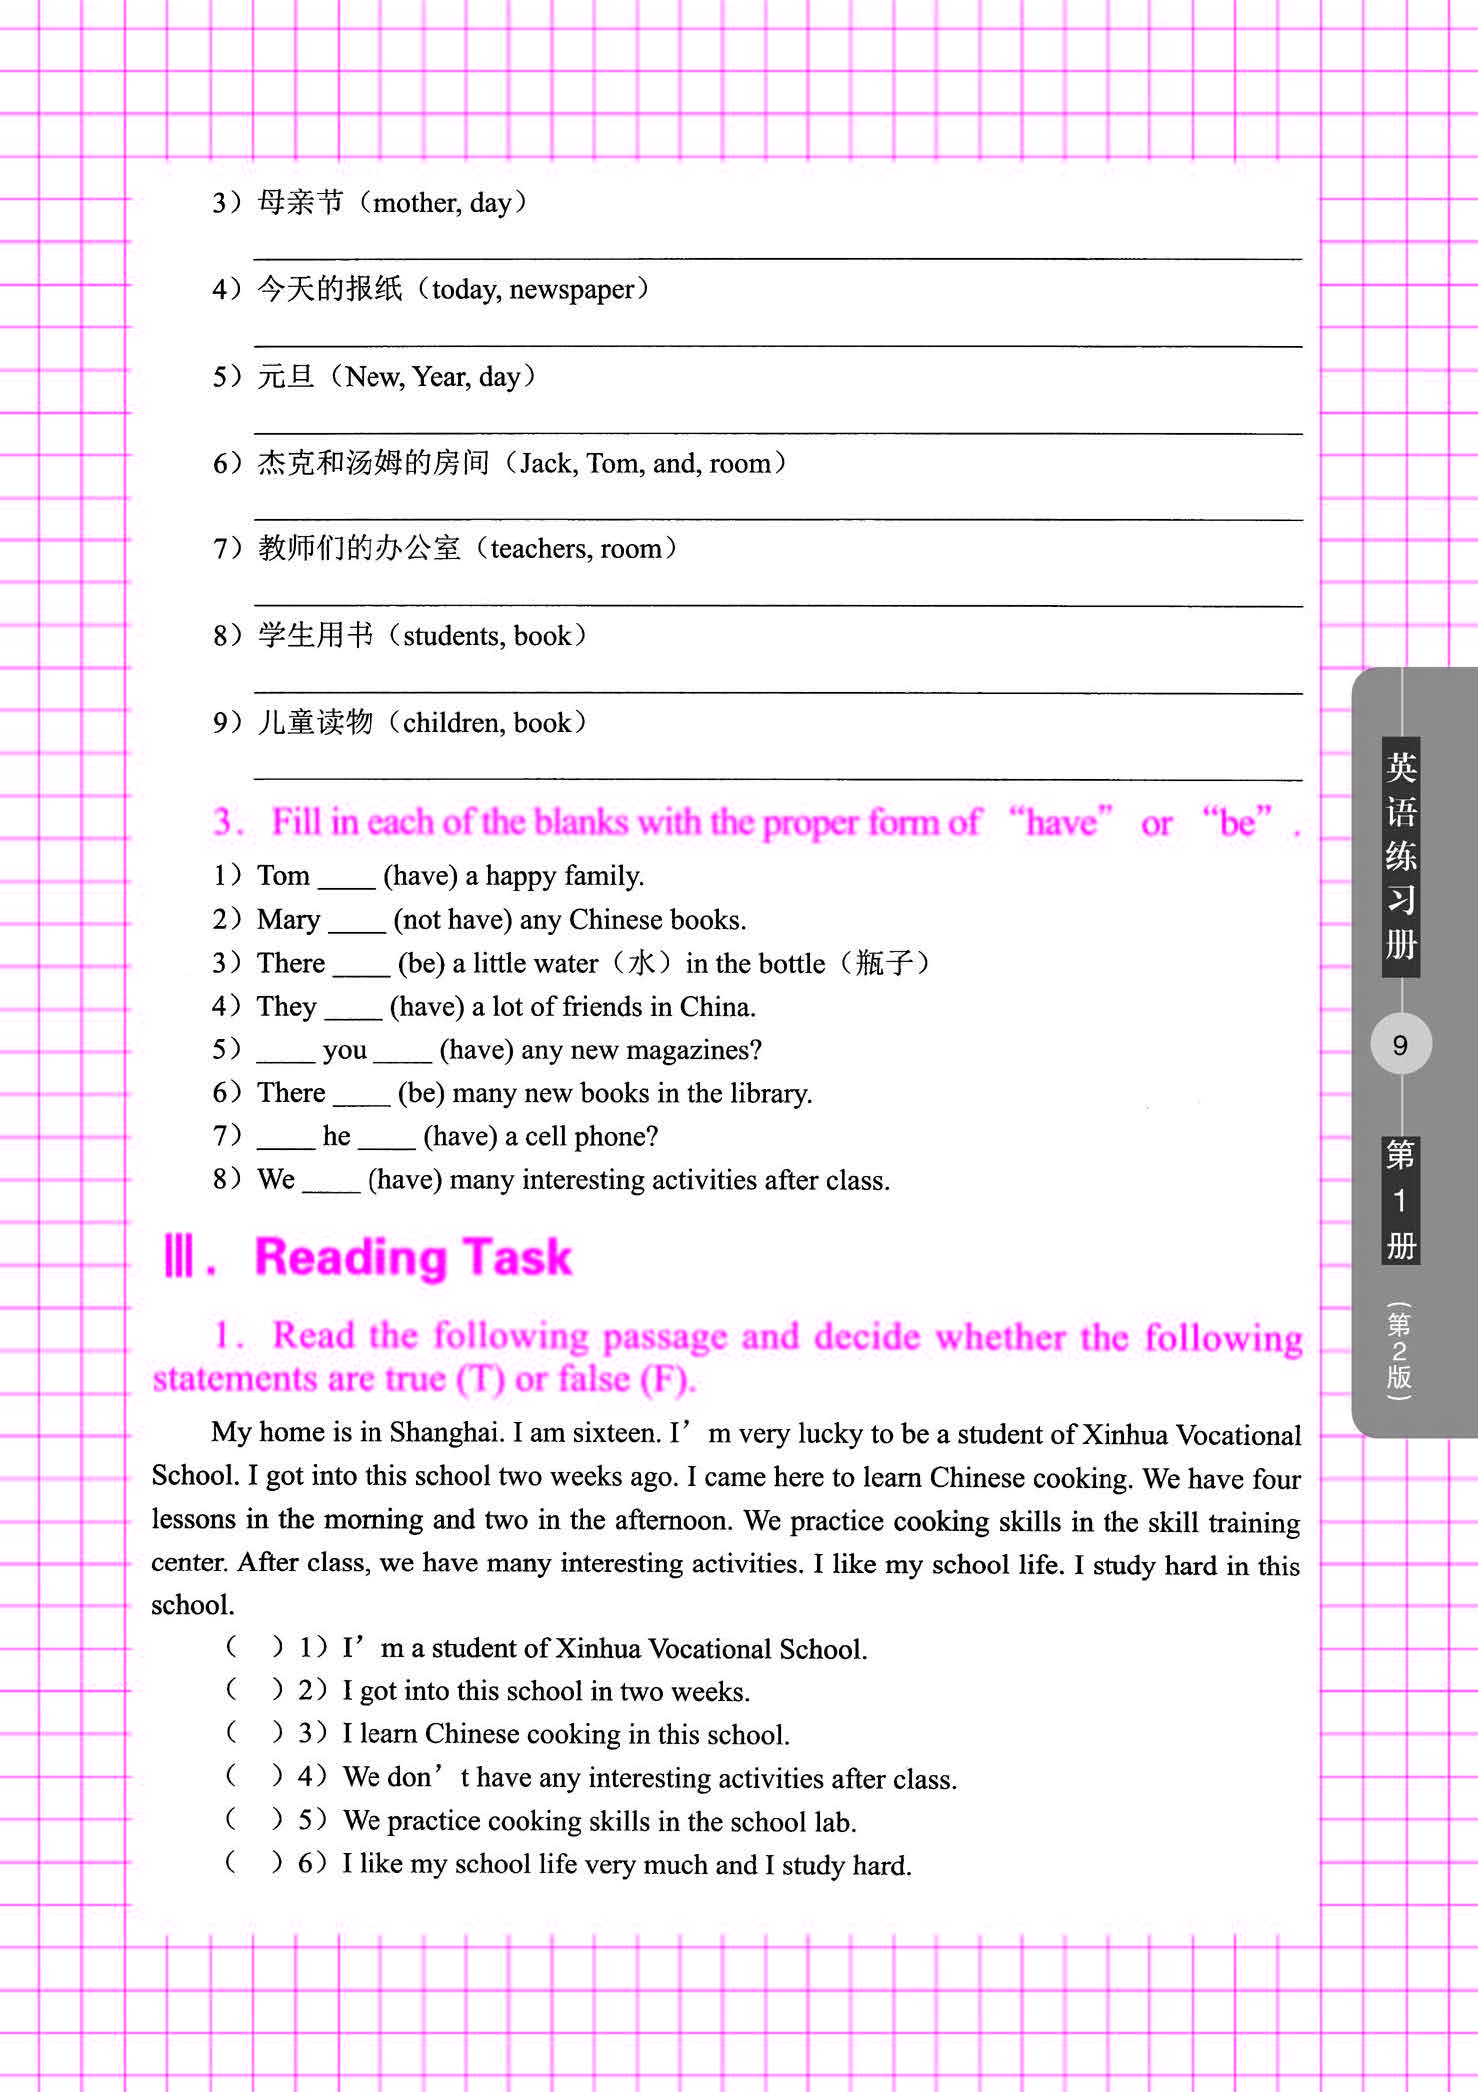 3）母亲节（mother, day）
4）今天的报纸（today, newspaper）
5）元旦（New, Year, day）
6）杰克和汤姆的房间（Jack, Tom, and, room）
7）教师们的办公室（teachers, room）
8）学生用书（students, book）
9）儿童读物（children, book）
3. Fill in each of the blanks with the proper form of “have” or “be”.
1）Tom ____ (have) a happy family.
2）Mary ____ (not have) any Chinese books.
3）There ____ (be) a little water（水）in the bottle（瓶子）
4）They ____ (have) a lot of friends in China.
5）____ you ____ (have) any new magazines?
6）There ____ (be) many new books in the library.
7）____ he ____ (have) a cell phone?
8）We ____ (have) many interesting activities after class.
Ⅲ. Reading Task
1. Read the following passage and decide whether the following
statements are true (T) or false (F).
My home is in Shanghai. I am sixteen. I’m very lucky to be a student of Xinhua Vocational
School. I got into this school two weeks ago. I came here to learn Chinese cooking. We have four
lessons in the morning and two in the afternoon. We practice cooking skills in the skill training
center. After class, we have many interesting activities. I like my school life. I study hard in this
school.
（ ）1）I’m a student of Xinhua Vocational School.
（ ）2）I got into this school in two weeks.
（ ）3）I learn Chinese cooking in this school.
（ ）4）We don’t have any interesting activities after class.
（ ）5）We practice cooking skills in the school lab.
（ ）6）I like my school life very much and I study hard.
英语练习册
9
第1册
（第2版）